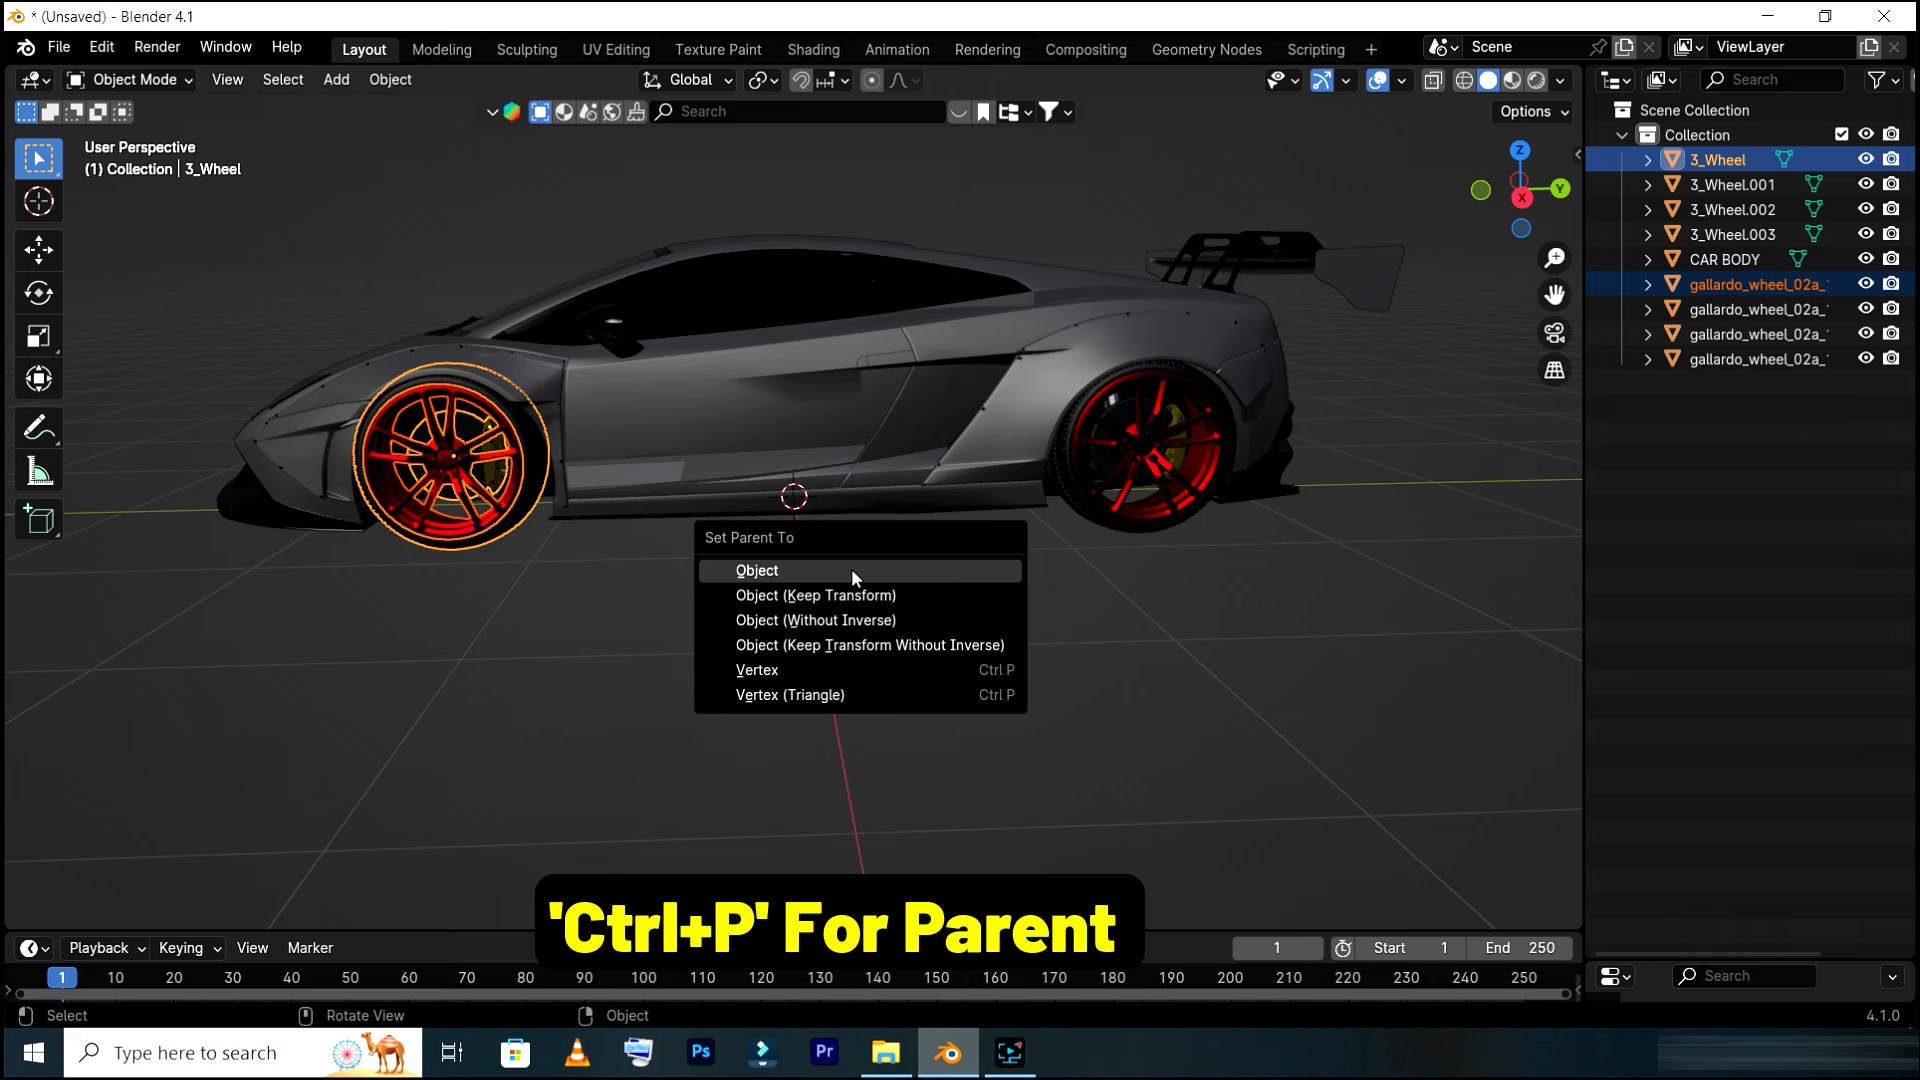 * (Unsaved) - Blender 4.1
File Edit Render Window Help Layout Modeling Sculpting UV Editing Texture Paint Shading Animation Rendering Compositing Geometry Nodes Scripting + Scene ViewLayer
Object Mode View Select Add Object Global Search
Search Options
User Perspective
(1) Collection | 3_Wheel
Z
Y
X
Scene Collection
Collection
3_Wheel
3_Wheel.001
3_Wheel.002
3_Wheel.003
CAR BODY
gallardo_wheel_02a_
gallardo_wheel_02a_
gallardo_wheel_02a_
gallardo_wheel_02a_
Set Parent To
Object
Object (Keep Transform)
Object (Without Inverse)
Object (Keep Transform Without Inverse)
Vertex Ctrl P
Vertex (Triangle) Ctrl P
'Ctrl+P' For Parent
Playback Keying View Marker 1 Start 1 End 250
1 10 20 30 40 50 60 70 80 90 100 110 120 130 140 150 160 170 180 190 200 210 220 230 240 250
Search
Select Rotate View Object 4.1.0
Type here to search Ps Pr